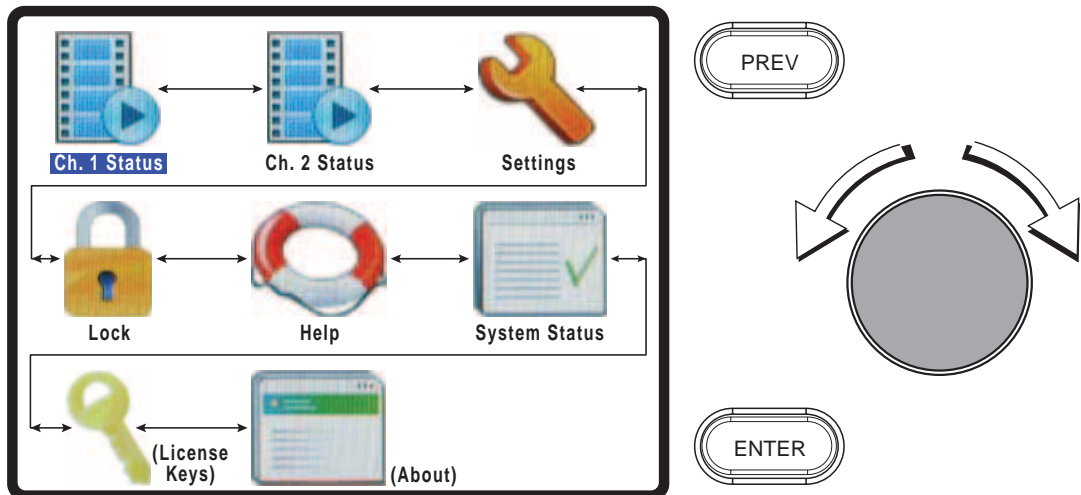 PREV
Ch. 1 Status
Ch. 2 Status
Settings
Lock
Help
System Status
(License
Keys)
(About)
ENTER